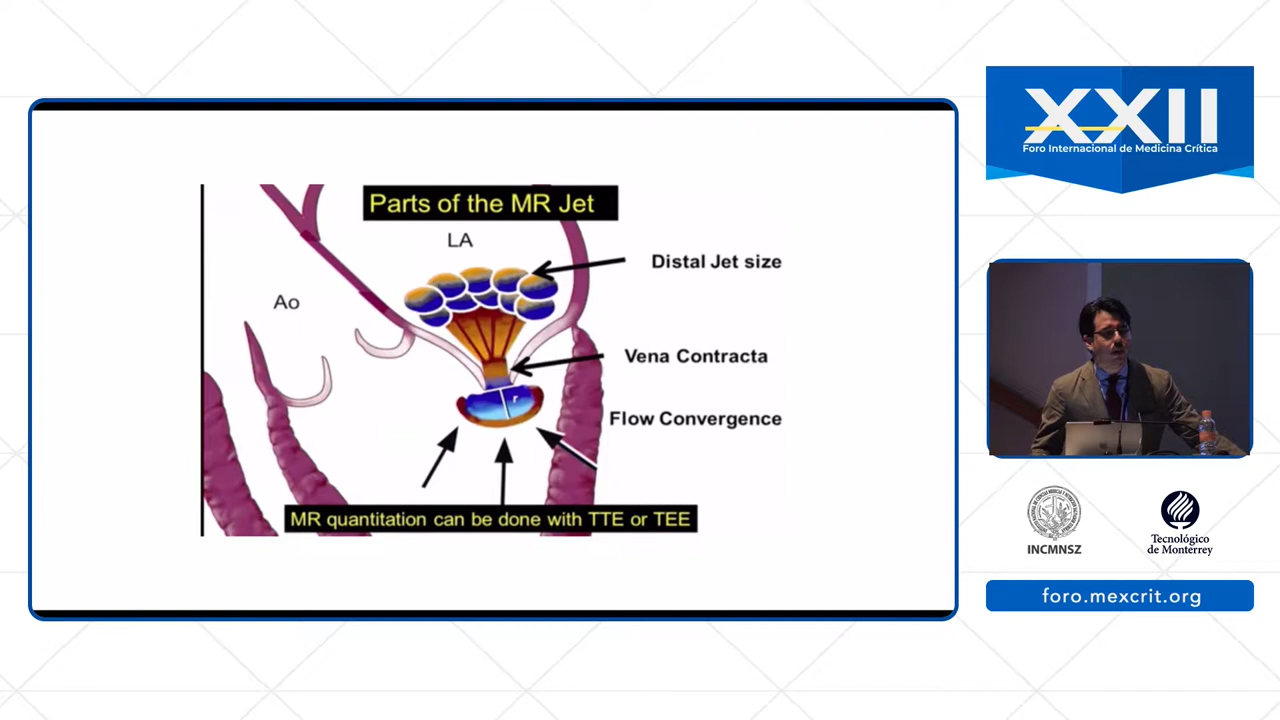 Parts of the MR Jet
LA
Distal Jet size
Ao
Vena Contracta
r
Flow Convergence
MR quantitation can be done with TTE or TEE
XXII
Foro Internacional de Medicina Crítica
INCMNSZ
Tecnológico
de Monterrey
foro.mexcrit.org